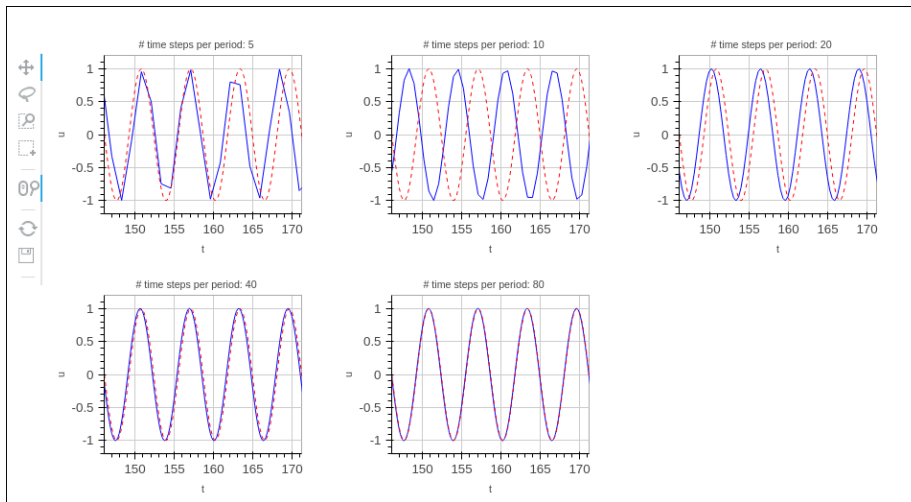 # time steps per period: 5
1
0.5
0
-0.5
-1
u
150 155 160 165 170
t
# time steps per period: 10
1
0.5
0
-0.5
-1
u
150 155 160 165 170
t
# time steps per period: 20
1
0.5
0
-0.5
-1
u
150 155 160 165 170
t
# time steps per period: 40
1
0.5
0
-0.5
-1
u
150 155 160 165 170
t
# time steps per period: 80
1
0.5
0
-0.5
-1
u
150 155 160 165 170
t